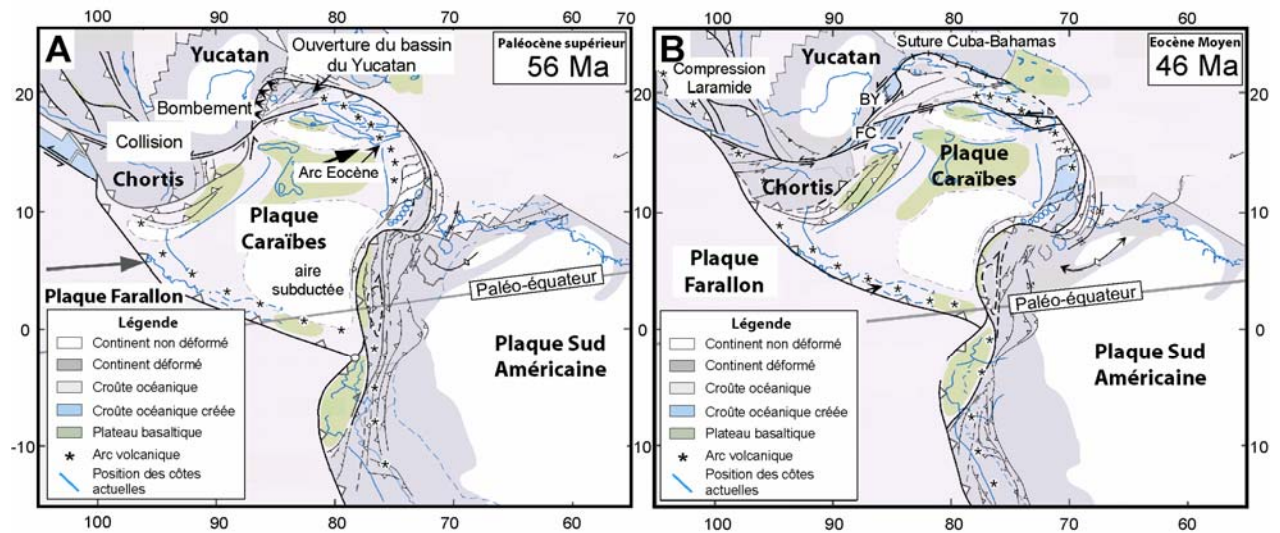 100 90 80 70 60
A
Yucatan
Ouverture du bassin
du Yucatan
Paléocène supérieur
56 Ma
20
Bombement
Collision
Chortis
Arc Eocène
10
Plaque
Caraïbes
aire
subductée
Plaque Farallon
Paléo-équateur
0
Plaque Sud
Américaine
-10
Légende
Continent non déformé
Continent déformé
Croûte océanique
Croûte océanique créée
Plateau basaltique
Arc volcanique
Position des côtes
actuelles
100 90 80 70 60
100 90 80 70
B
Yucatan
Suture Cuba-Bahamas
Eocène Moyen
46 Ma
Compression
Laramide
BY
FC
20
Chortis
Plaque
Caraïbes
10
Plaque
Farallon
Paléo-équateur
0
Plaque Sud
Américaine
10
Légende
Continent non déformé
Continent déformé
Croûte océanique
Croûte océanique créée
Plateau basaltique
Arc volcanique
Position des côtes
actuelles
100 90 80 70 60